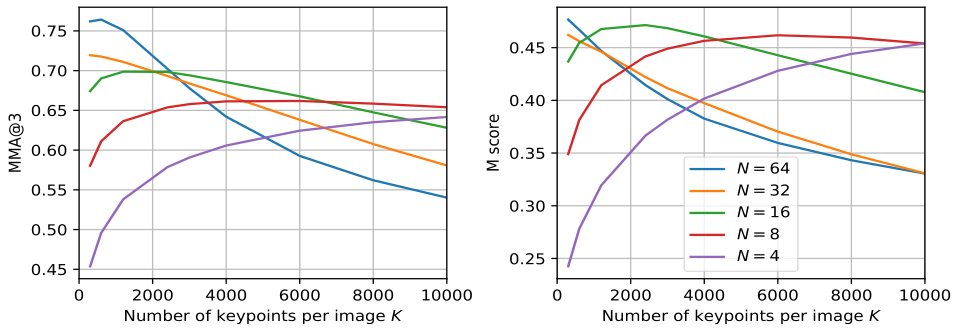 0.75
0.70
0.65
0.60
0.55
0.50
0.45
MMA@3
0 2000 4000 6000 8000 10000
Number of keypoints per image K
0.45
0.40
0.35
0.30
0.25
M score
N = 64
N = 32
N = 16
N = 8
N = 4
0 2000 4000 6000 8000 10000
Number of keypoints per image K